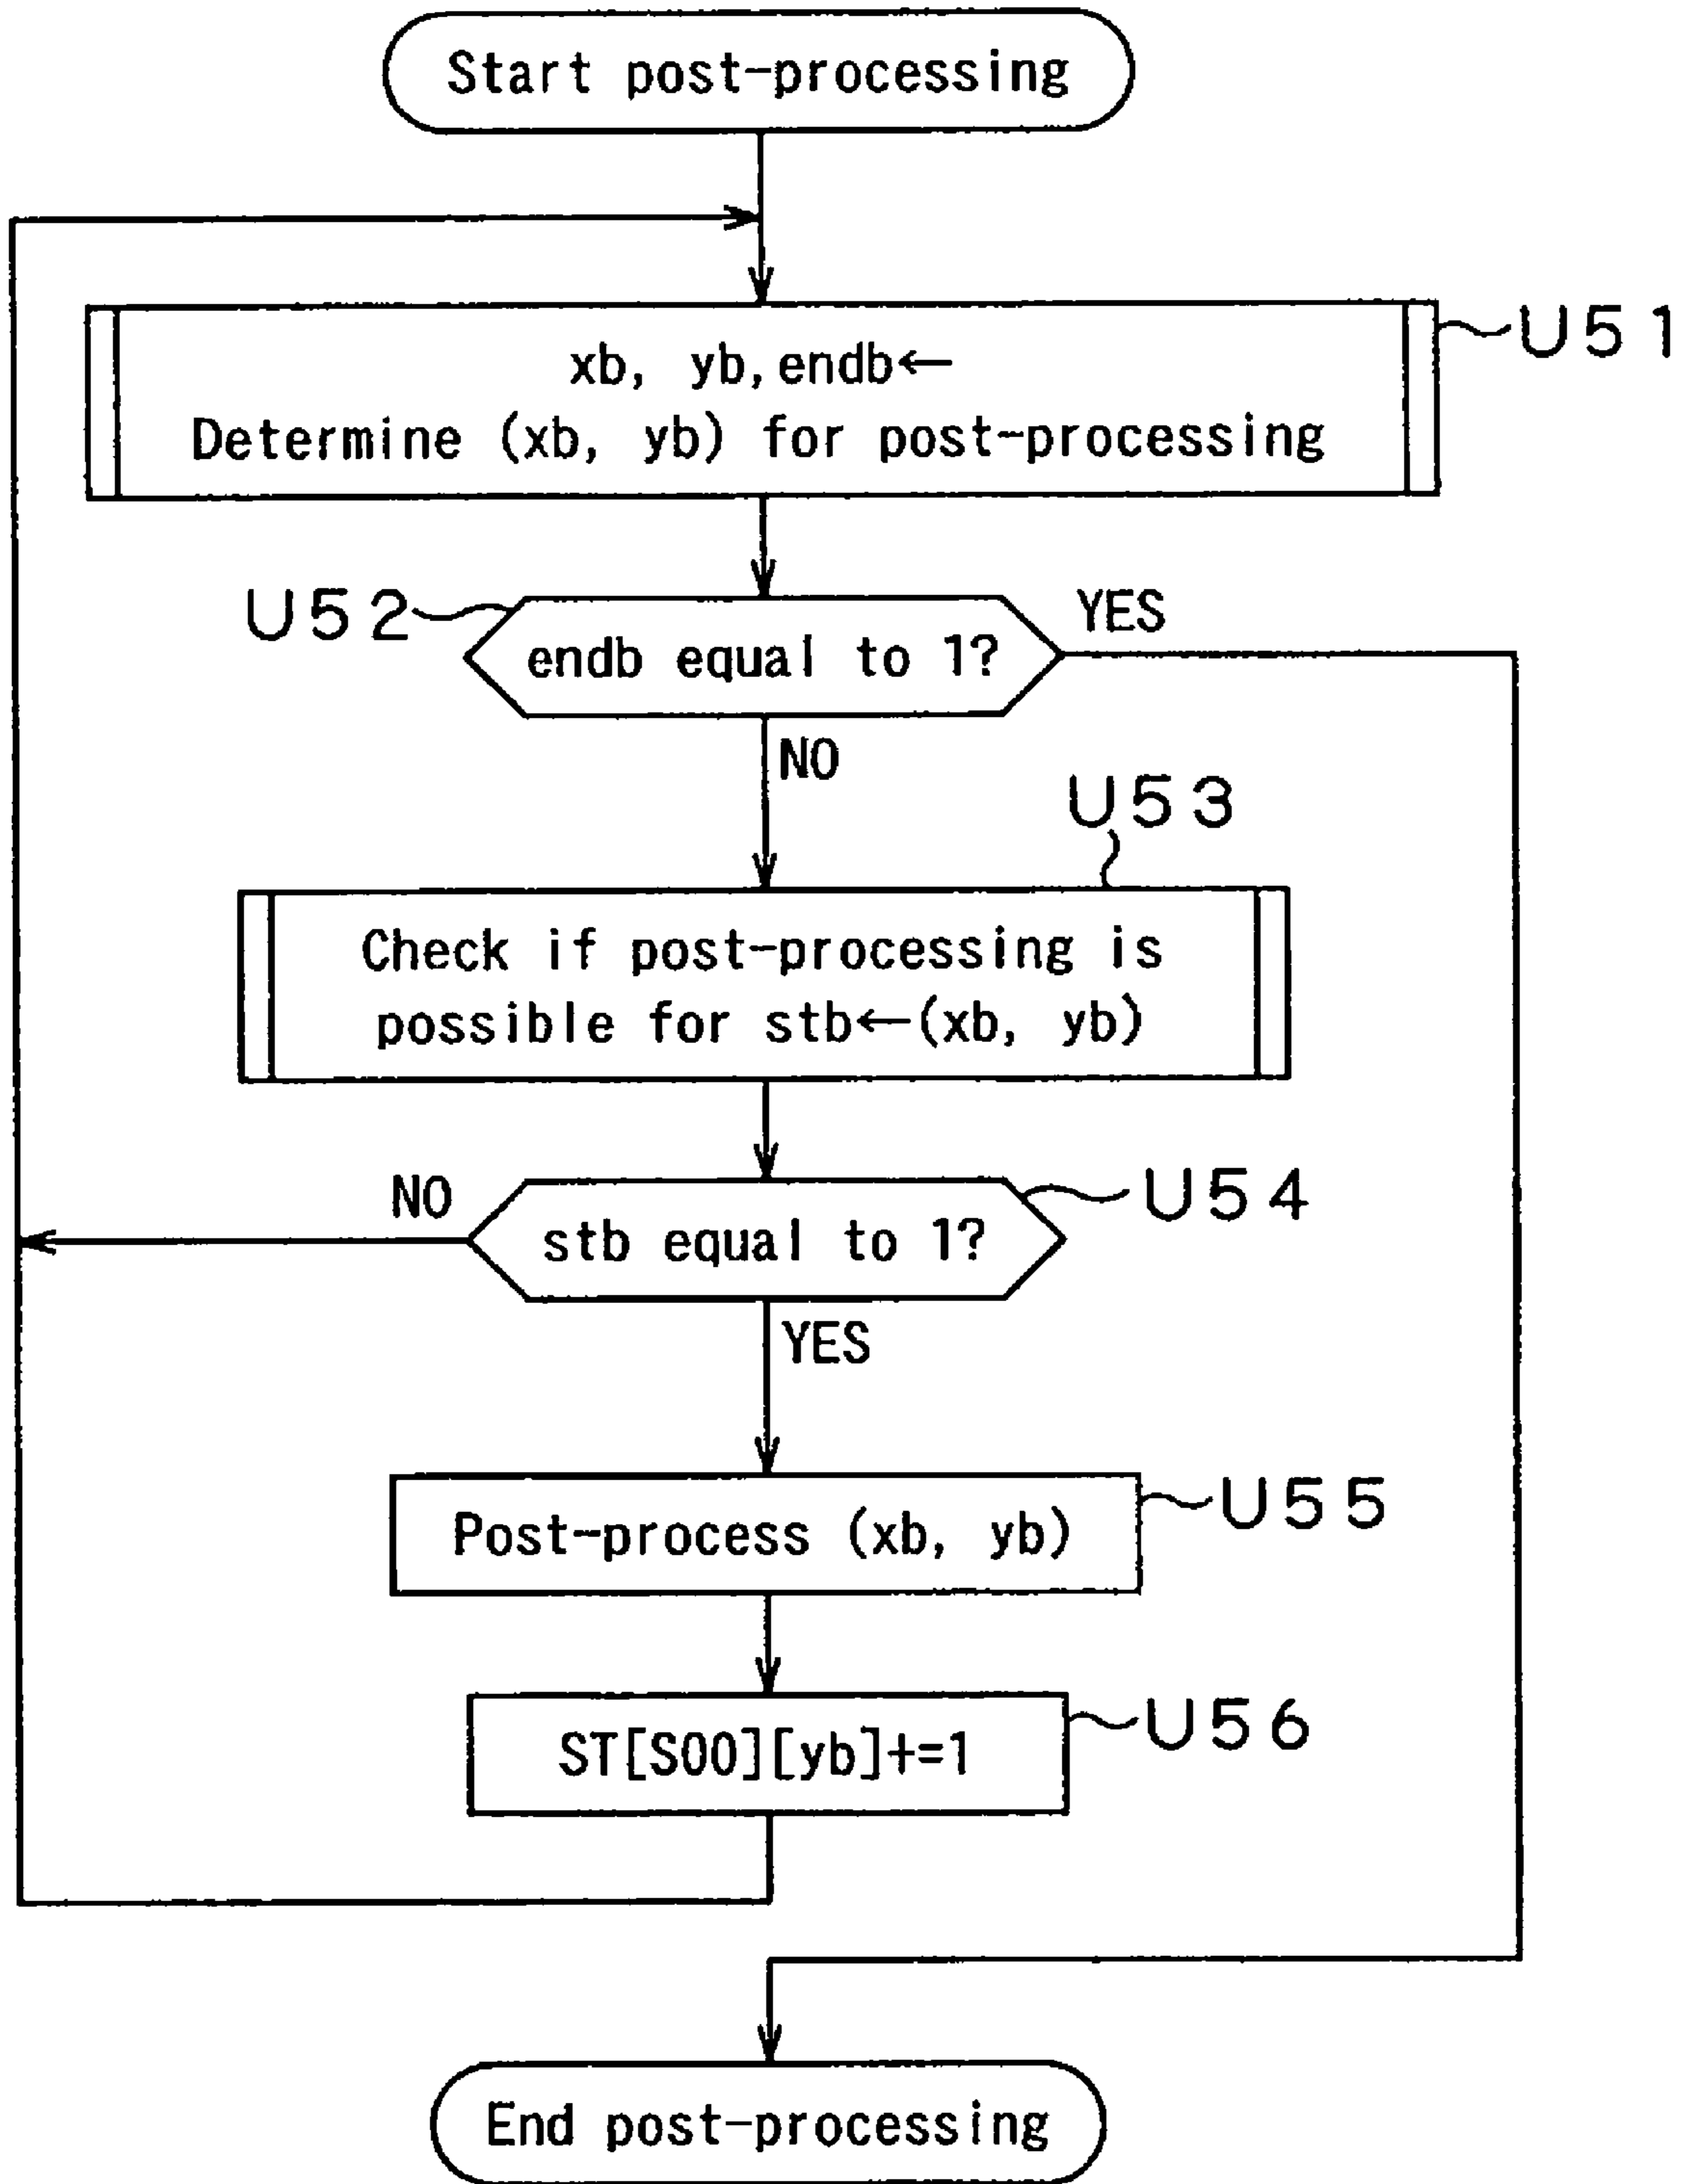 Start post-processing
xb, yb, endb←
Determine (xb, yb) for post-processing
U51
U52
endb equal to 1?
YES
NO
U53
Check if post-processing is
possible for stb←(xb, yb)
NO
stb equal to 1?
U54
YES
Post-process (xb, yb)
U55
ST[S00][yb]+=1
U56
End post-processing